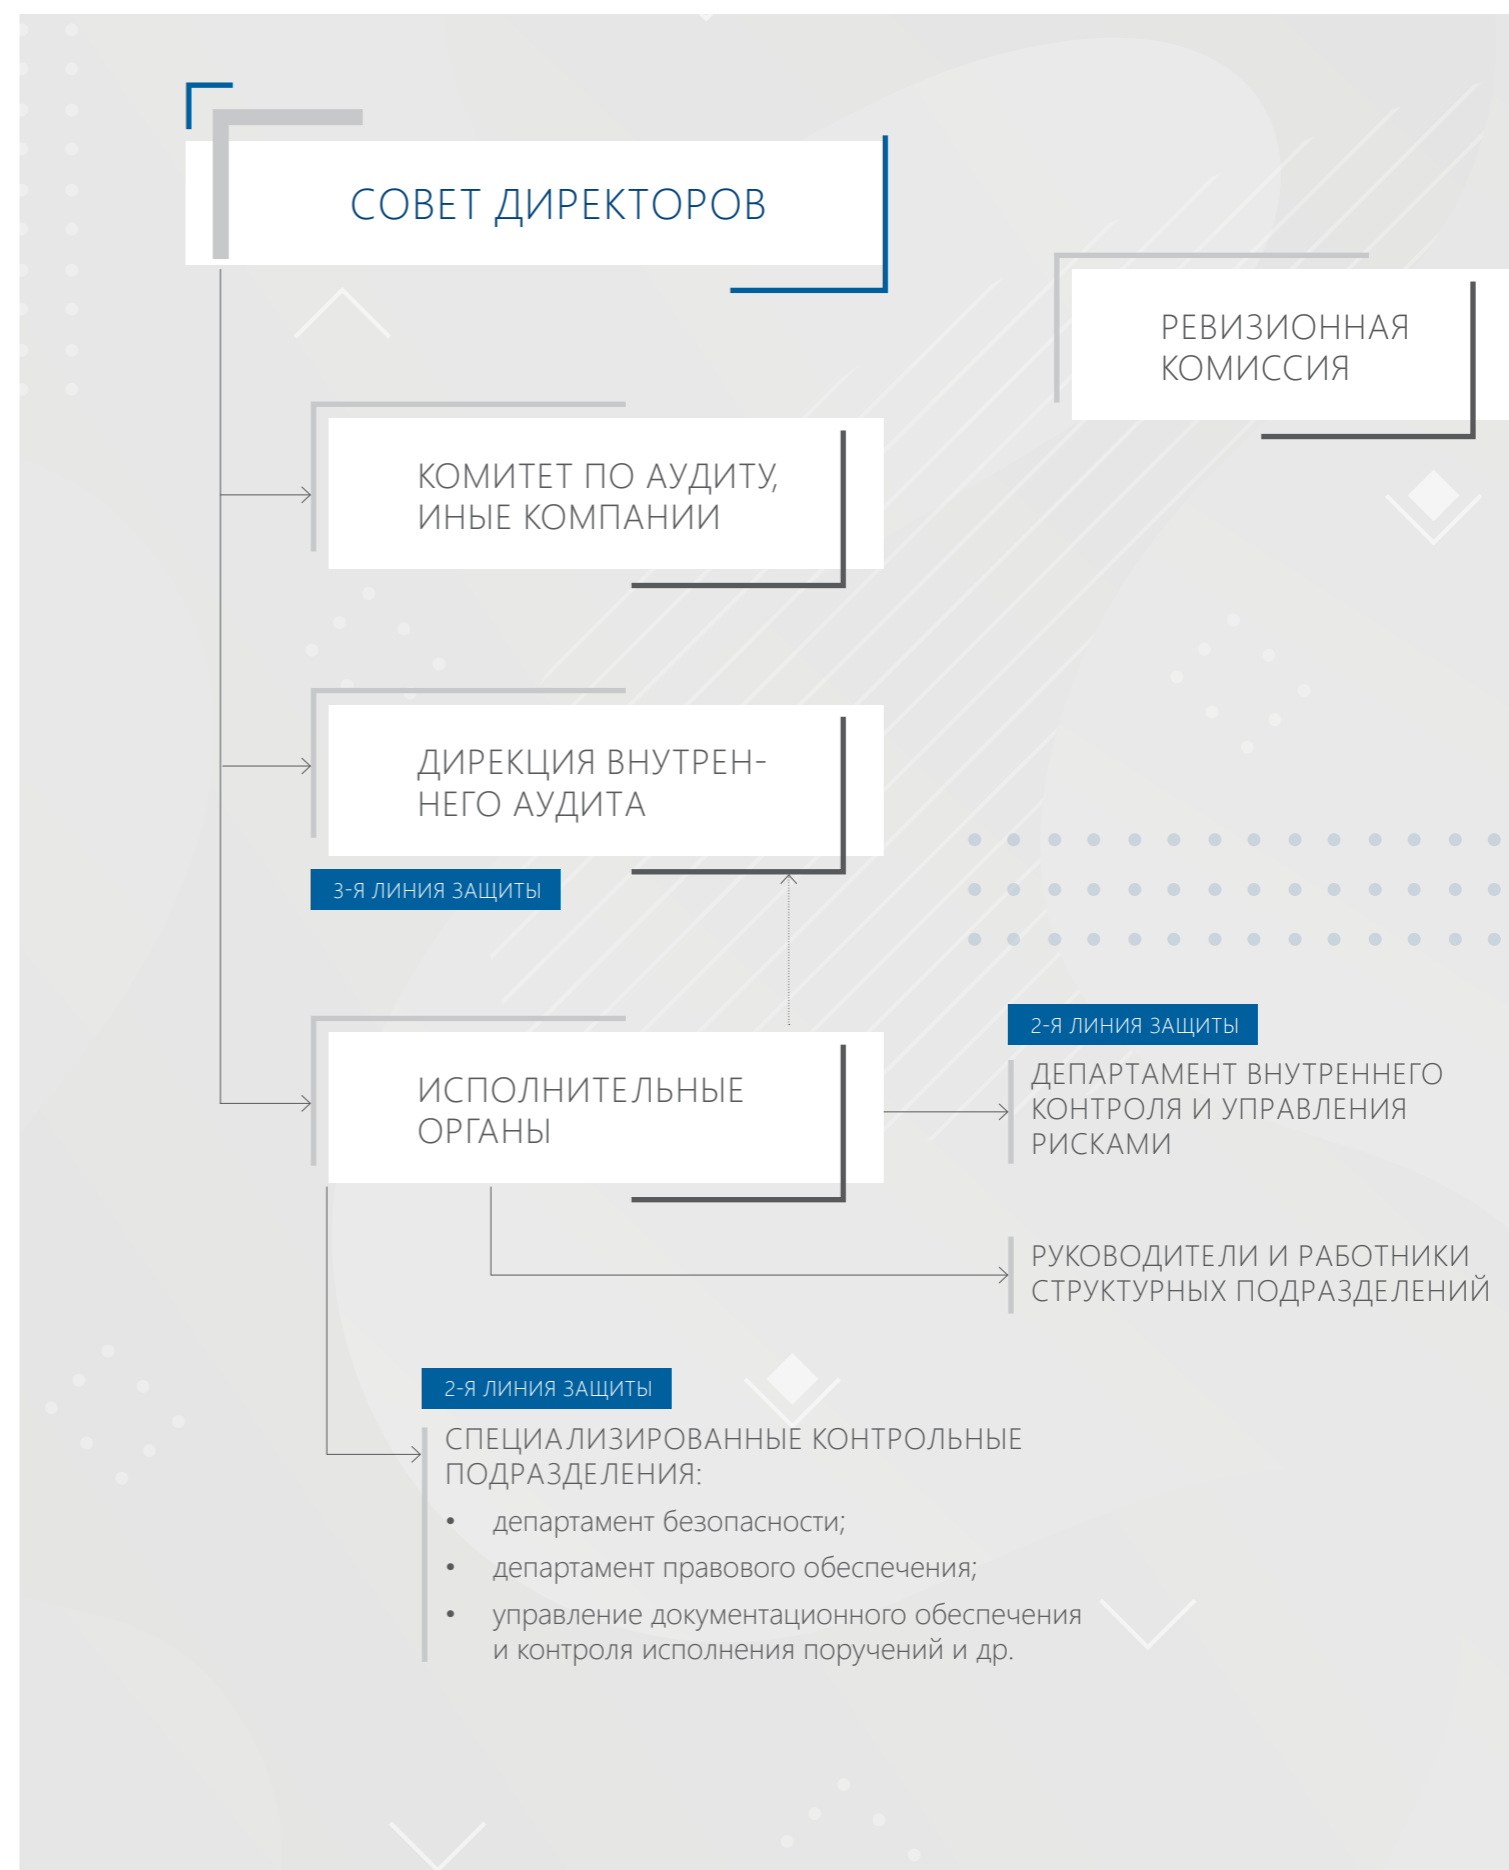 СОВЕТ ДИРЕКТОРОВ
РЕВИЗИОННАЯ
КОМИССИЯ
КОМИТЕТ ПО АУДИТУ,
ИНЫЕ КОМПАНИИ
ДИРЕКЦИЯ ВНУТРЕН-
НЕГО АУДИТА
3-Я ЛИНИЯ ЗАЩИТЫ
ИСПОЛНИТЕЛЬНЫЕ
ОРГАНЫ
2-Я ЛИНИЯ ЗАЩИТЫ
ДЕПАРТАМЕНТ ВНУТРЕННЕГО
КОНТРОЛЯ И УПРАВЛЕНИЯ
РИСКАМИ
РУКОВОДИТЕЛИ И РАБОТНИКИ
СТРУКТУРНЫХ ПОДРАЗДЕЛЕНИЙ
2-Я ЛИНИЯ ЗАЩИТЫ
СПЕЦИАЛИЗИРОВАННЫЕ КОНТРОЛЬНЫЕ
ПОДРАЗДЕЛЕНИЯ:
• департамент безопасности;
• департамент правового обеспечения;
• управление документационного обеспечения
и контроля исполнения поручений и др.